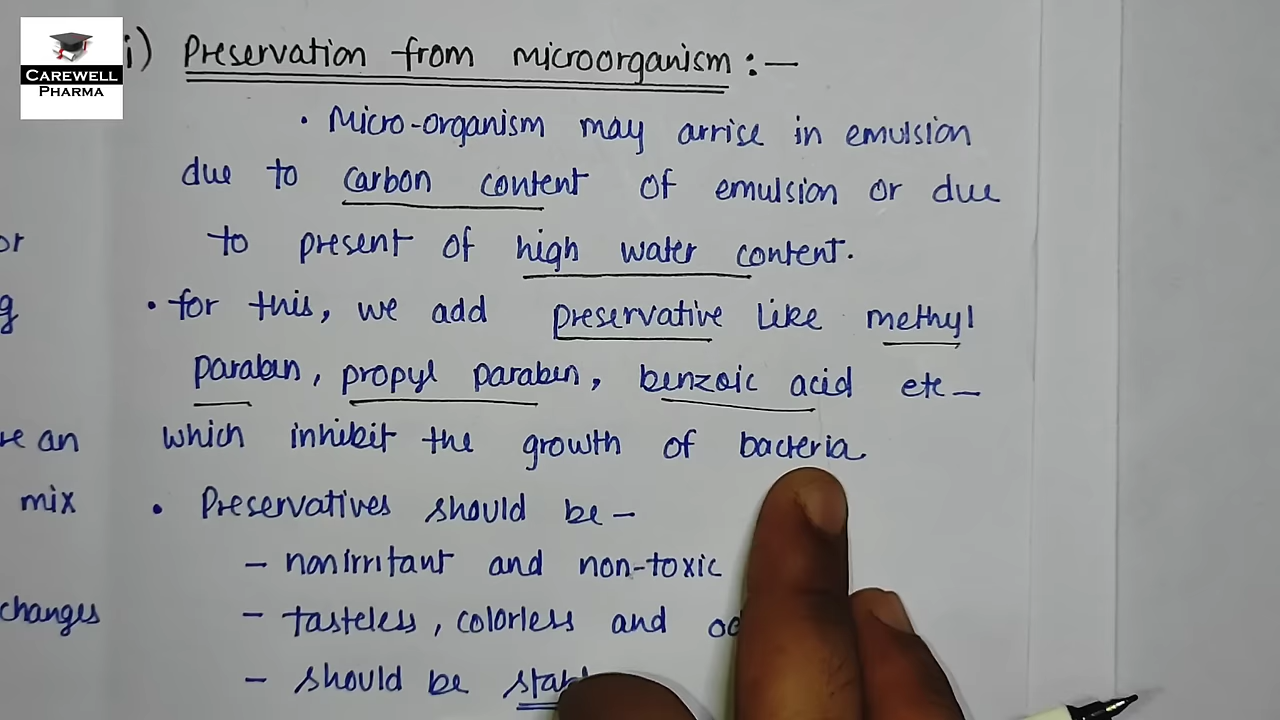 CAREWELL
PHARMA
i) Preservation from microorganism :-
• Micro-organism may arrise in emulsion
due to carbon content of emulsion or due
to present of high water content.
• for this, we add preservative like methyl
paraben, propyl paraben, benzoic acid etc-
which inhibit the growth of bacteria
• Preservatives should be -
- nonirritant and non-toxic
- tasteless, colorless and
- should be
or
g
an
mix
changes